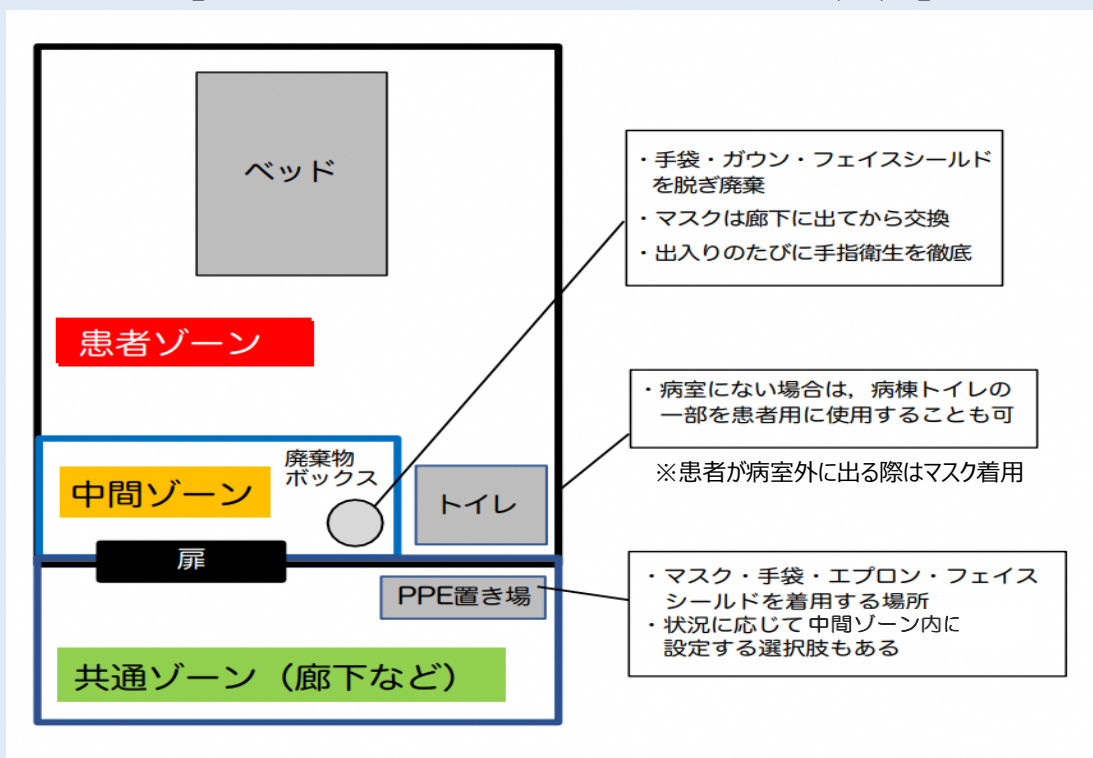 ベッド
患者ゾーン
中間ゾーン
廃棄物
ボックス
トイレ
扉
PPE置き場
共通ゾーン（廊下など）
・手袋・ガウン・フェイスシールド
を脱ぎ廃棄
・マスクは廊下に出てから交換
・出入りのたびに手指衛生を徹底
・病室にない場合は，病棟トイレの
一部を患者用に使用することも可
※患者が病室外に出る際はマスク着用
・マスク・手袋・エプロン・フェイス
シールドを着用する場所
・状況に応じて中間ゾーン内に
設定する選択肢もある